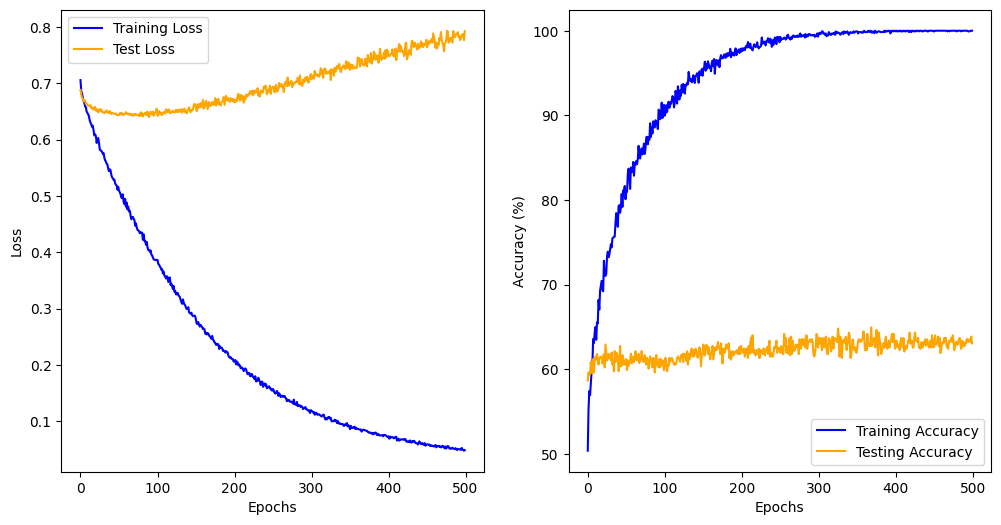 Training Loss
Test Loss
0.8
0.7
0.6
0.5
0.4
0.3
0.2
0.1
Loss
0 100 200 300 400 500
Epochs
100
90
80
70
60
50
Accuracy (%)
Training Accuracy
Testing Accuracy
0 100 200 300 400 500
Epochs